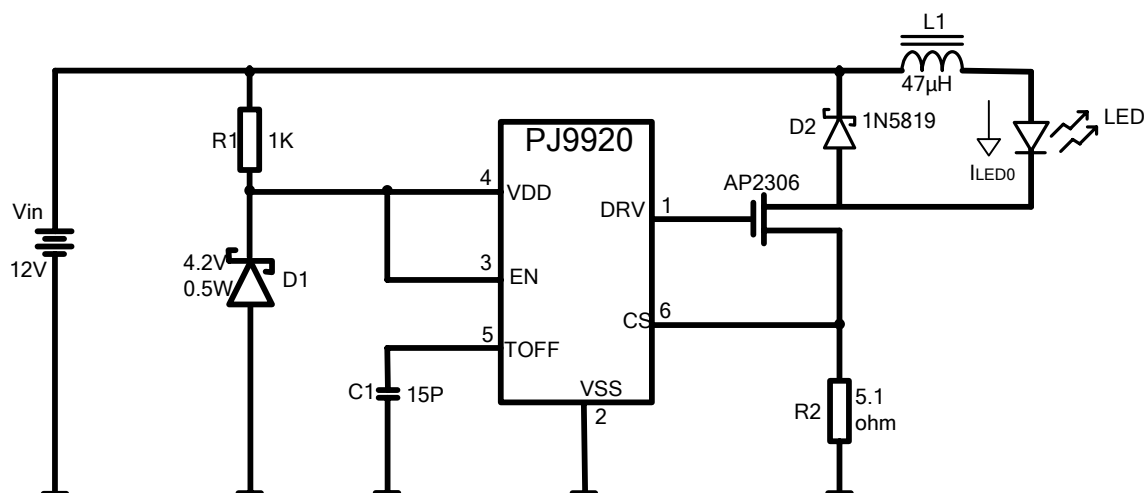 L1
47µH
D2
1N5819
LED
ILED0
R1
1K
PJ9920
AP2306
4
VDD
DRV
1
Vin
12V
4.2V
0.5W
D1
3
EN
CS
6
5
TOFF
C1
15P
VSS
2
R2
5.1
ohm